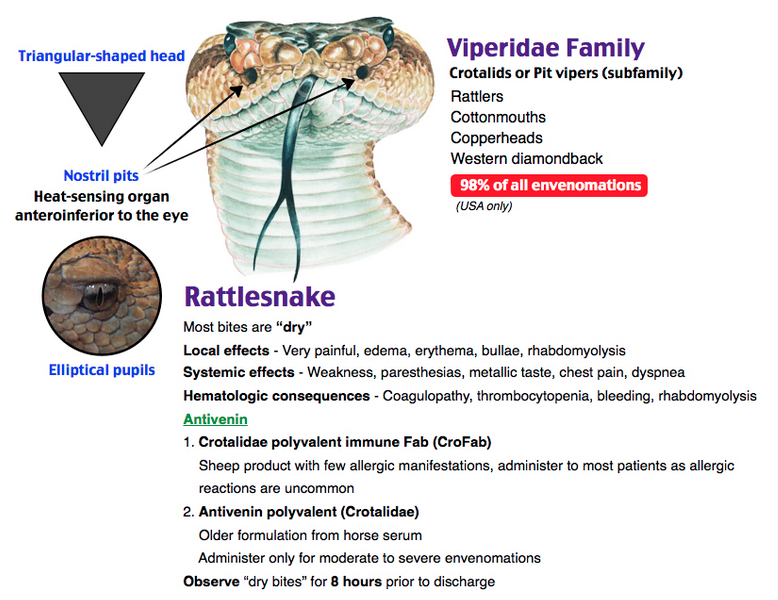 Triangular-shaped head
Nostril pits
Heat-sensing organ
anteroinferior to the eye
Elliptical pupils
Viperidae Family
Crotalids or Pit vipers (subfamily)
Rattlers
Cottonmouths
Copperheads
Western diamondback
98% of all envenomations
(USA only)
Rattlesnake
Most bites are “dry”
Local effects - Very painful, edema, erythema, bullae, rhabdomyolysis
Systemic effects - Weakness, paresthesias, metallic taste, chest pain, dyspnea
Hematologic consequences - Coagulopathy, thrombocytopenia, bleeding, rhabdomyolysis
Antivenin
1. Crotalidae polyvalent immune Fab (CroFab)
Sheep product with few allergic manifestations, administer to most patients as allergic
reactions are uncommon
2. Antivenin polyvalent (Crotalidae)
Older formulation from horse serum
Administer only for moderate to severe envenomations
Observe “dry bites” for 8 hours prior to discharge